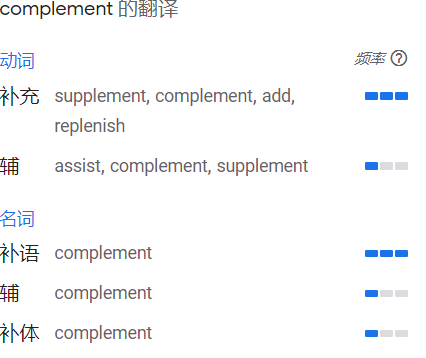 complement 的翻译
动词
频率
补充 supplement, complement, add,
replenish
辅 assist, complement, supplement
名词
补语 complement
辅 complement
补体 complement